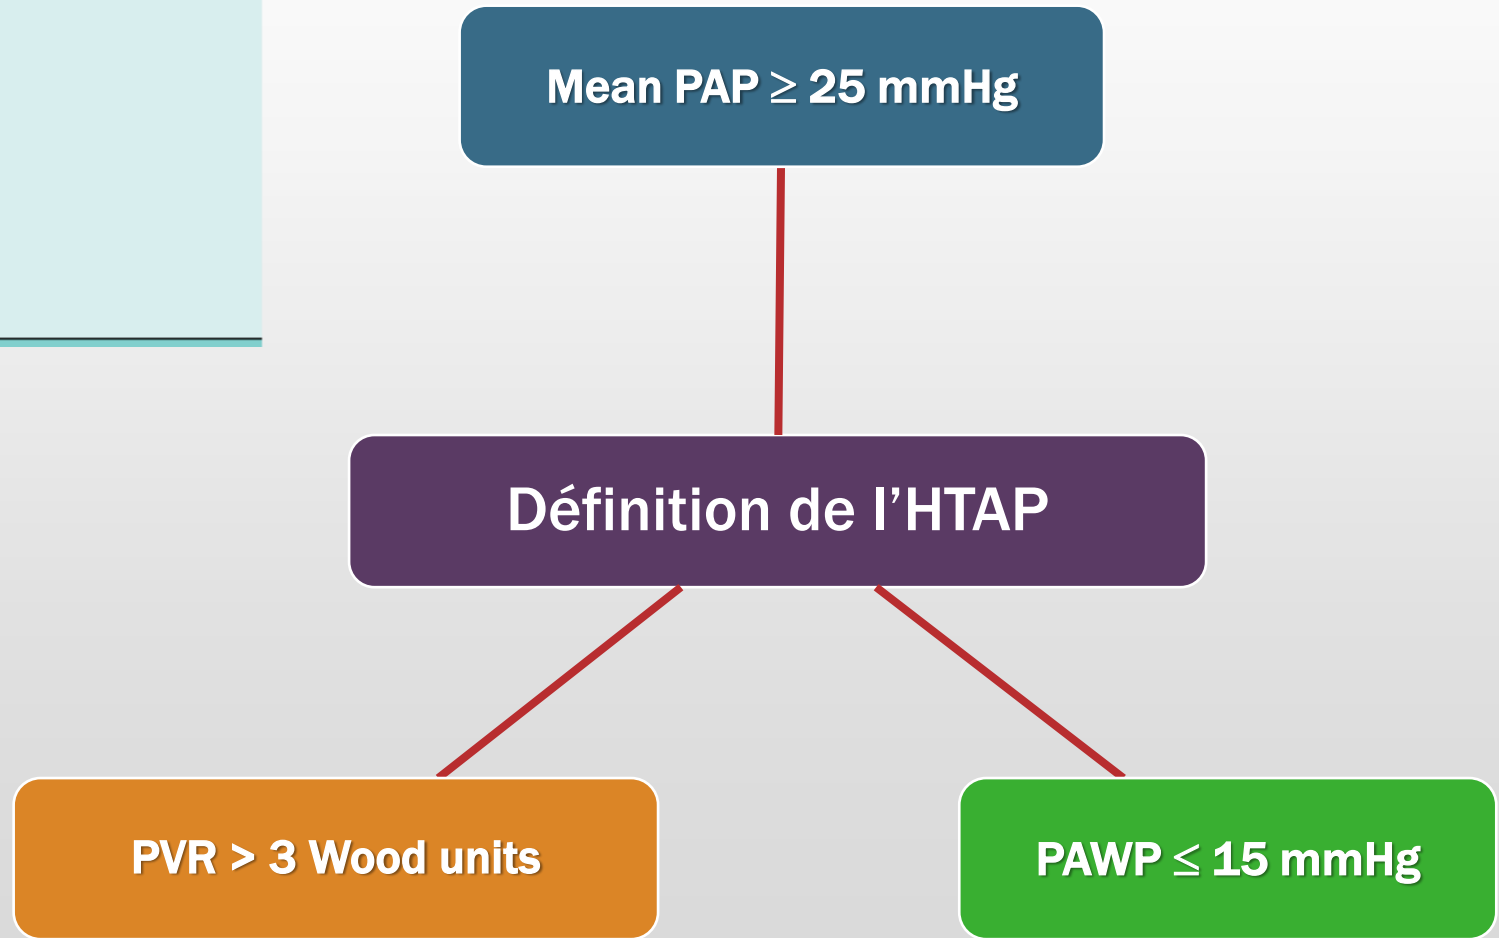 Mean PAP ≥ 25 mmHg
Définition de l’HTAP
PVR > 3 Wood units
PAWP ≤ 15 mmHg